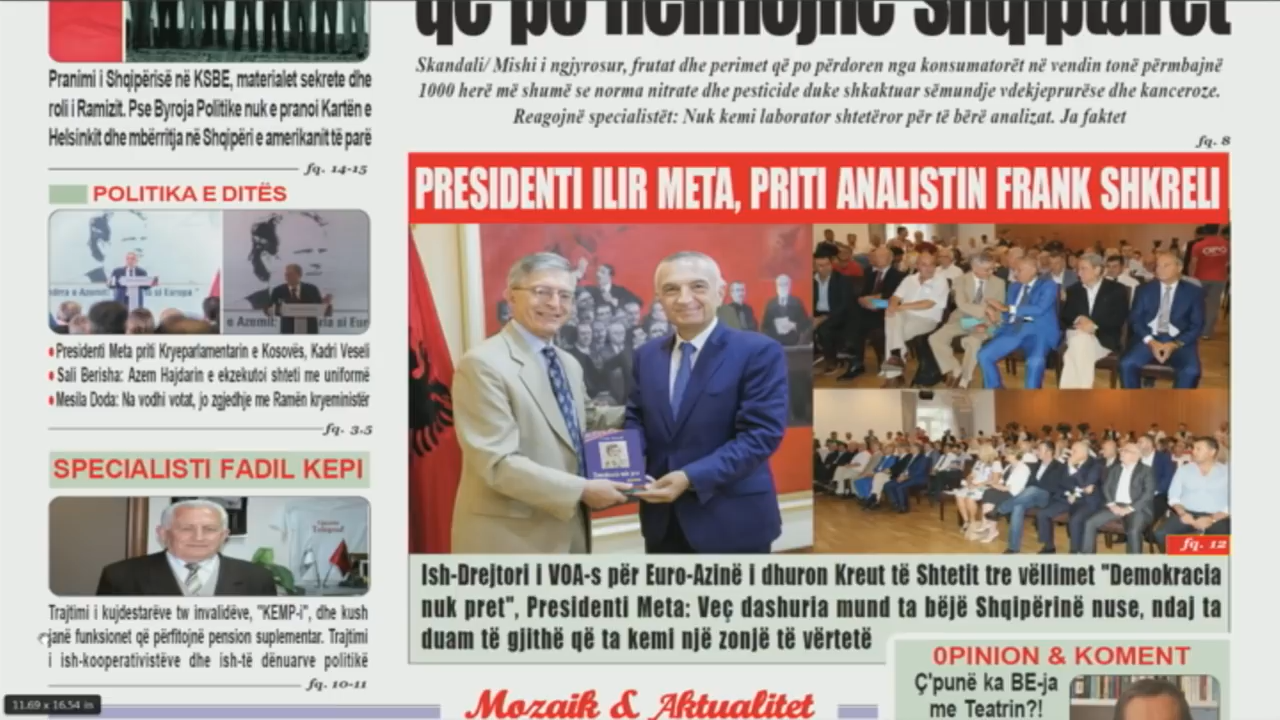 që po helmojnë shqiptarët
Skandali/ Mishi i ngjyrosur, frutat dhe perimet që po përdoren nga konsumatorët në vendin tonë përmbajnë
1000 herë më shumë se norma nitrate dhe pesticide duke shkaktuar sëmundje vdekjeprurëse dhe kanceroze.
Reagojnë specialistët: Nuk kemi laborator shtetëror për të bërë analizat. Ja faktet
fq. 8
Pranimi i Shqipërisë në KSBE, materialet sekrete dhe
roli i Ramizit. Pse Byroja Politike nuk e pranoi Kartën e
Helsinkit dhe mbërritja në Shqipëri e amerikanit të parë
fq. 14-15
POLITIKA E DITËS
e Azemit:
si Europa "
•Presidenti Meta priti Kryeparlamentarin e Kosovës, Kadri Veseli
• Sali Berisha: Azem Hajdarin e ekzekutoi shteti me uniformë
•Mesila Doda: Na vodhi votat, jo zgjedhje me Ramën kryeministër
fq. 3.5
SPECIALISTI FADIL KEPI
Telegraf
Trajtimi i kujdestarëve tw invalidëve, "KEMP-i", dhe kush
janë funksionet që përfitojnë pension suplementar. Trajtimi
i ish-kooperativistëve dhe ish-të dënuarve politikë
fq. 10-11
PRESIDENTI ILIR META, PRITI ANALISTIN FRANK SHKRELI
fq. 12
Ish-Drejtori i VOA-s për Euro-Azinë i dhuron Kreut të Shtetit tre vëllimet "Demokracia
nuk pret", Presidenti Meta: Veç dashuria mund ta bëjë Shqipërinë nuse, ndaj ta
duam të gjithë që ta kemi një zonjë të vërtetë
0PINION & KOMENT
Ç'punë ka BE-ja
me Teatrin?!
Mozaik & Aktualitet
11.69 x 16.54 in